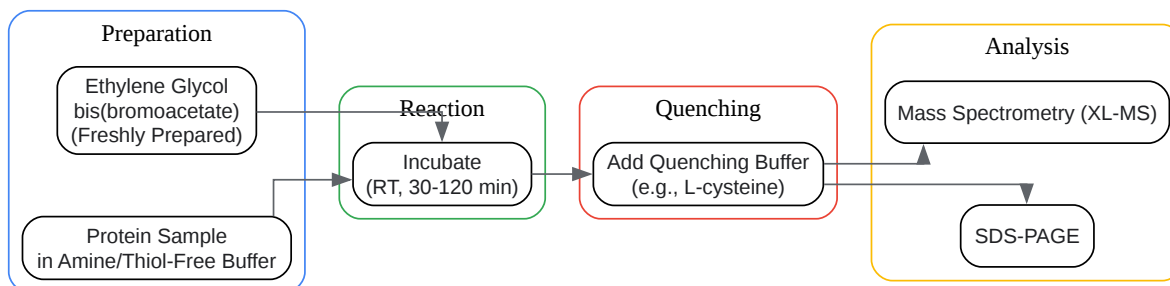 Preparation
Ethylene Glycol
bis(bromoacetate)
(Freshly Prepared)
Protein Sample
in Amine/Thiol-Free Buffer
Reaction
Incubate
(RT, 30-120 min)
Quenching
Add Quenching Buffer
(e.g., L-cysteine)
Analysis
Mass Spectrometry (XL-MS)
SDS-PAGE